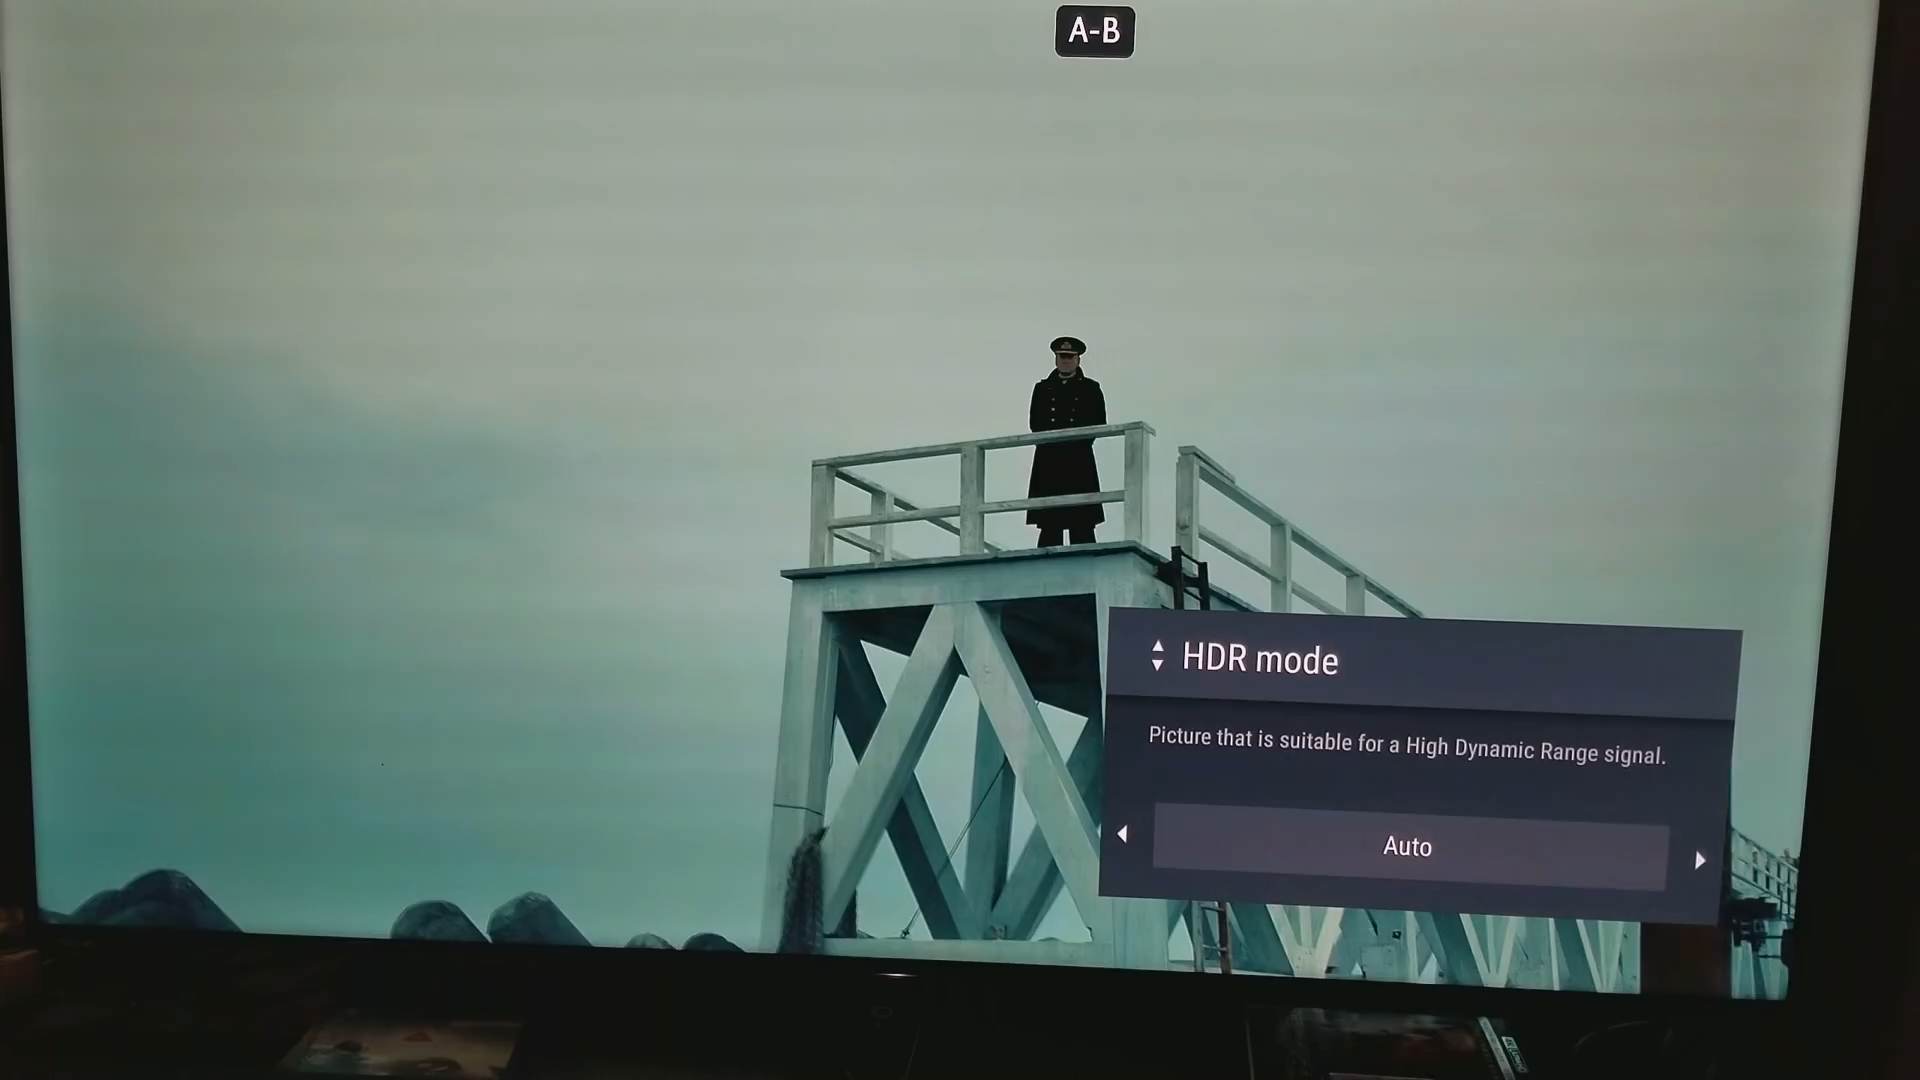 A-B
HDR mode
Picture that is suitable for a High Dynamic Range signal.
Auto